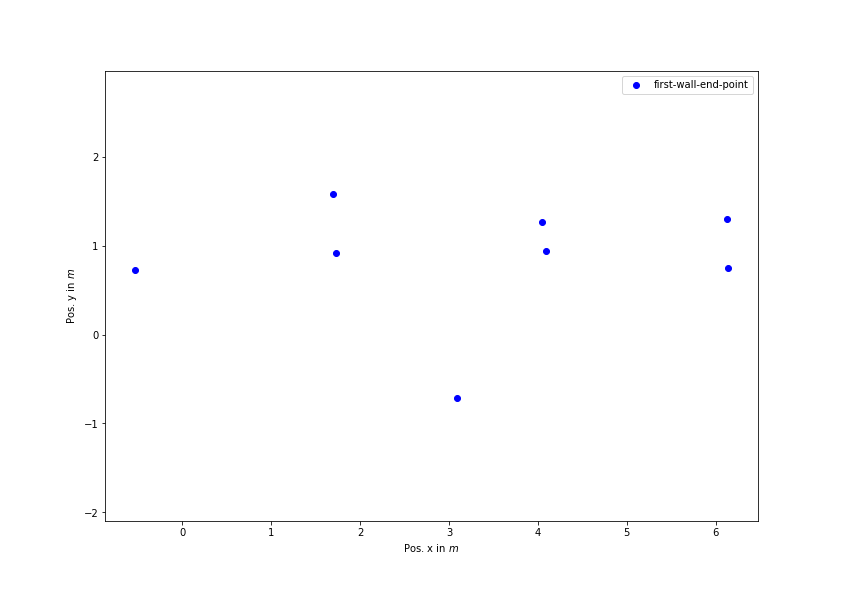 first-wall-end-point
2
1
0
−1
−2
Pos. y in m
0 1 2 3 4 5 6
Pos. x in m